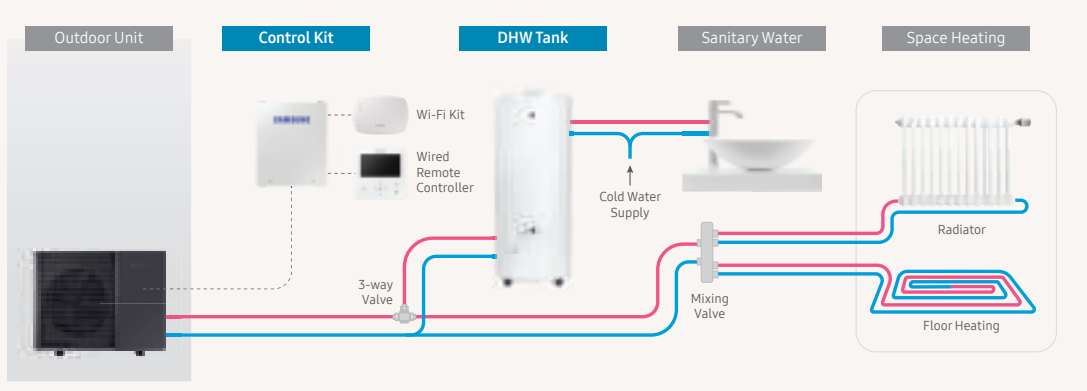 Outdoor Unit
Control Kit
DHW Tank
Sanitary Water
Space Heating
SAMSUNG
Wi-Fi Kit
Wired
Remote
Controller
Cold Water
Supply
3-way
Valve
Mixing
Valve
Radiator
Floor Heating